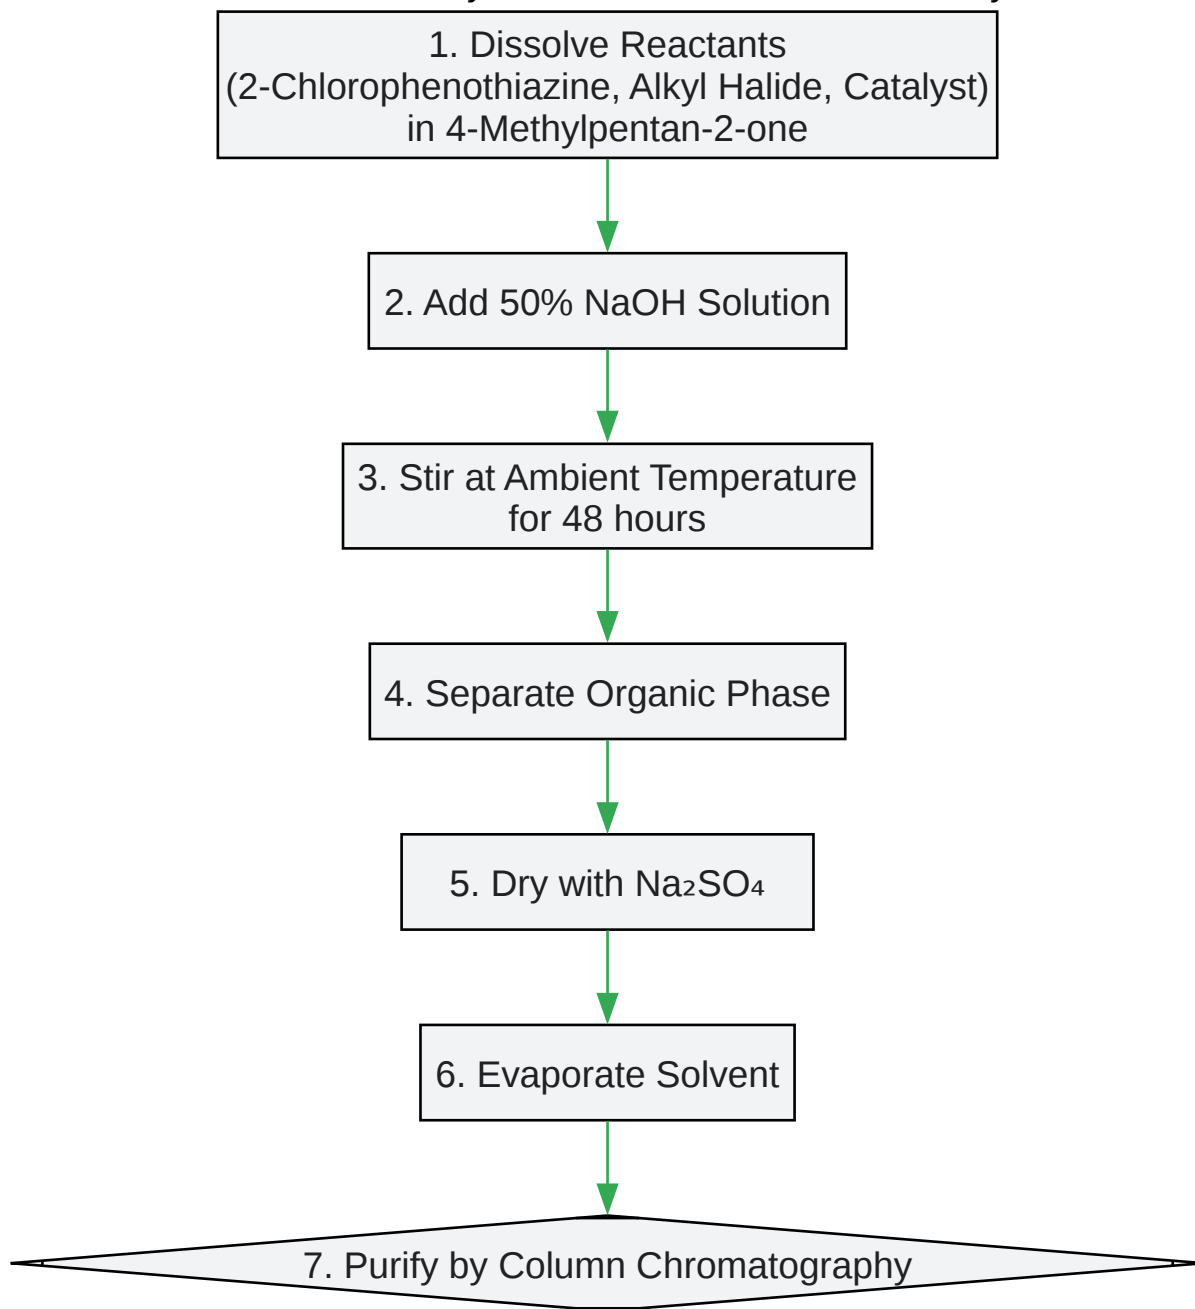 1. Dissolve Reactants
(2-Chlorophenothiazine, Alkyl Halide, Catalyst)
in 4-Methylpentan-2-one
2. Add 50% NaOH Solution
3. Stir at Ambient Temperature
for 48 hours
4. Separate Organic Phase
5. Dry with Na₂SO₄
6. Evaporate Solvent
7. Purify by Column Chromatography